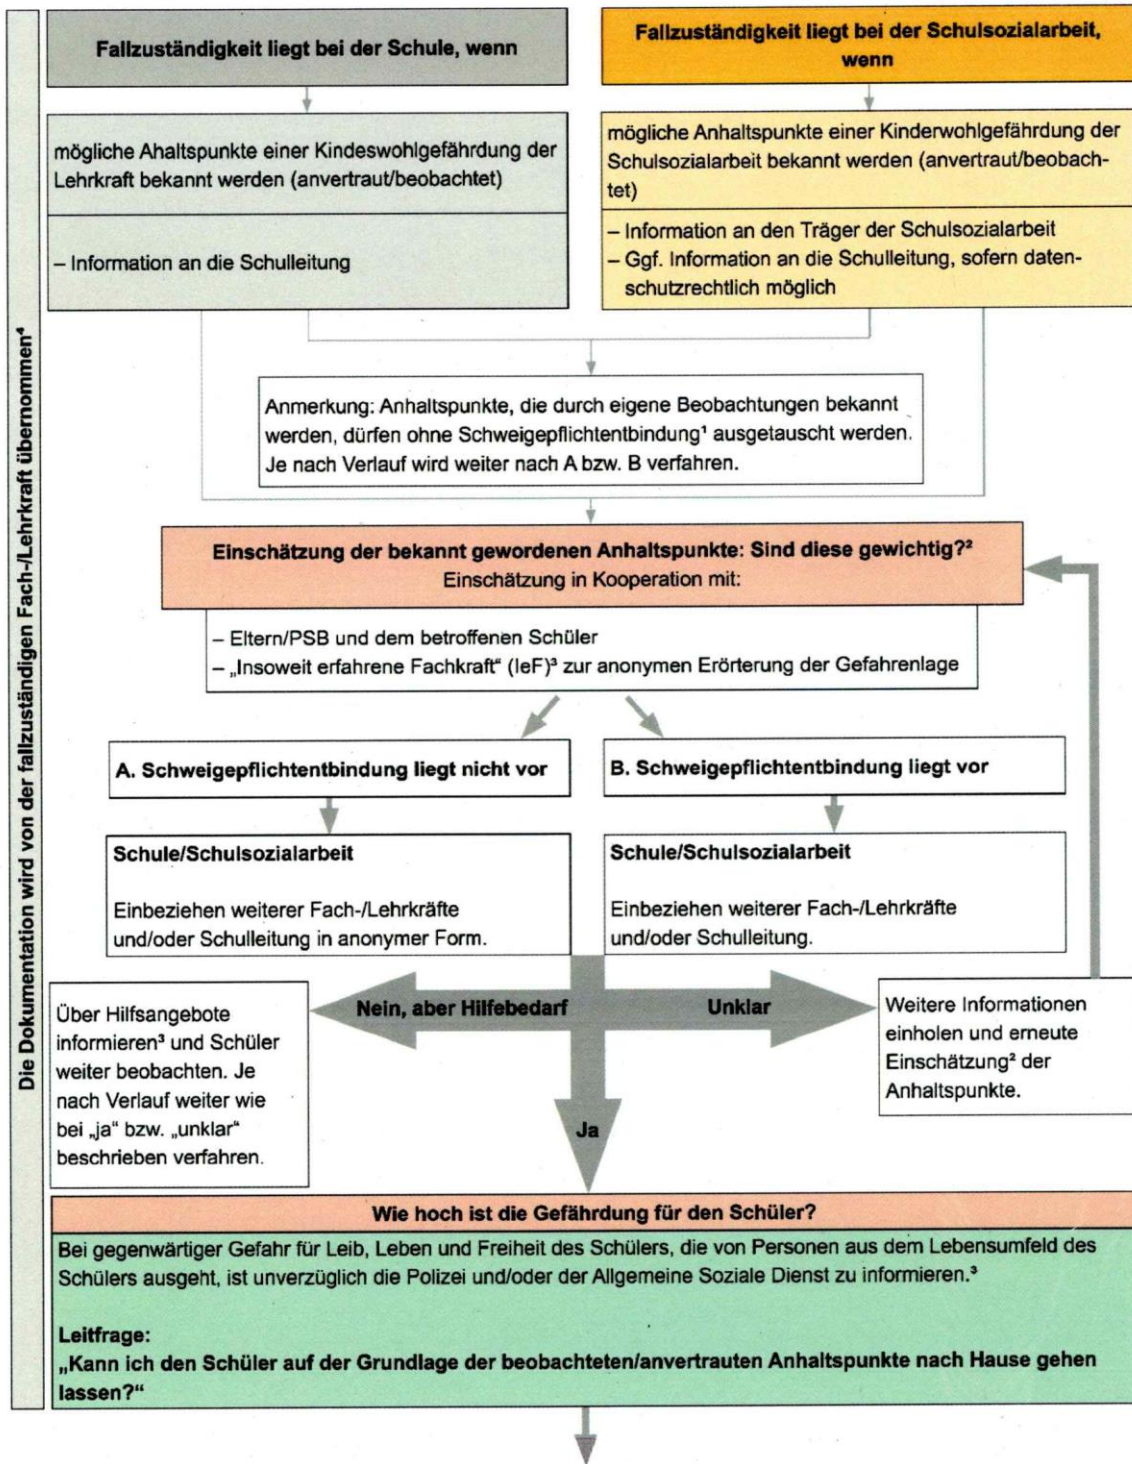 Die Dokumentation wird von der fallzuständigen Fach-/Lehrkraft übernommen⁴
Fallzuständigkeit liegt bei der Schule, wenn
mögliche Ahaltspunkte einer Kindeswohlgefährdung der
Lehrkraft bekannt werden (anvertraut/beobachtet)
– Information an die Schulleitung
Fallzuständigkeit liegt bei der Schulsozialarbeit,
wenn
mögliche Anhaltspunkte einer Kinderwohlgefährdung der
Schulsozialarbeit bekannt werden (anvertraut/beobach-
tet)
– Information an den Träger der Schulsozialarbeit
– Ggf. Information an die Schulleitung, sofern daten-
schutzrechtlich möglich
Anmerkung: Anhaltspunkte, die durch eigene Beobachtungen bekannt
werden, dürfen ohne Schweigepflichtentbindung¹ ausgetauscht werden.
Je nach Verlauf wird weiter nach A bzw. B verfahren.
Einschätzung der bekannt gewordenen Anhaltspunkte: Sind diese gewichtig?²
Einschätzung in Kooperation mit:
– Eltern/PSB und dem betroffenen Schüler
– „Insoweit erfahrene Fachkraft“ (IeF)³ zur anonymen Erörterung der Gefahrenlage
A. Schweigepflichtentbindung liegt nicht vor
Schule/Schulsozialarbeit
Einbeziehen weiterer Fach-/Lehrkräfte
und/oder Schulleitung in anonymer Form.
B. Schweigepflichtentbindung liegt vor
Schule/Schulsozialarbeit
Einbeziehen weiterer Fach-/Lehrkräfte
und/oder Schulleitung.
Nein, aber Hilfebedarf
Unklar
Ja
Über Hilfsangebote
informieren³ und Schüler
weiter beobachten. Je
nach Verlauf weiter wie
bei „ja“ bzw. „unklar“
beschrieben verfahren.
Weitere Informationen
einholen und erneute
Einschätzung² der
Anhaltspunkte.
Wie hoch ist die Gefährdung für den Schüler?
Bei gegenwärtiger Gefahr für Leib, Leben und Freiheit des Schülers, die von Personen aus dem Lebensumfeld des
Schülers ausgeht, ist unverzüglich die Polizei und/oder der Allgemeine Soziale Dienst zu informieren.³
Leitfrage:
„Kann ich den Schüler auf der Grundlage der beobachteten/anvertrauten Anhaltspunkte nach Hause gehen
lassen?“